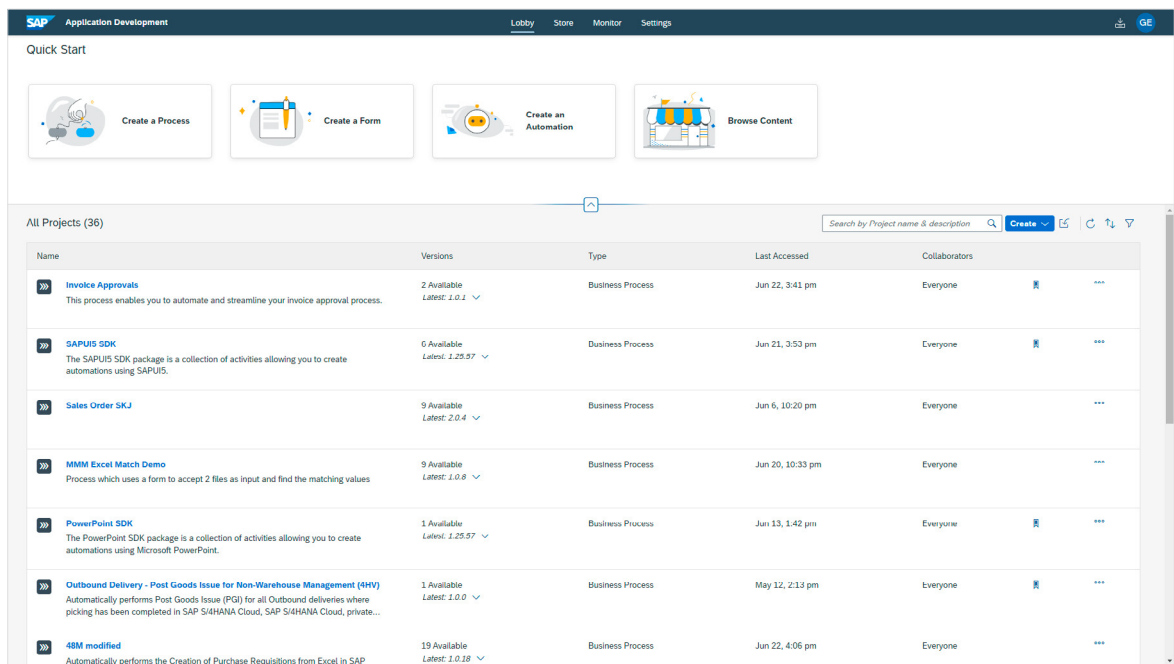 SAP Application Development Lobby Store Monitor Settings GE
Quick Start
Create a Process
Create a Form
Create an
Automation
Browse Content
All Projects (36) Search by Project name & description Create
Name Versions Type Last Accessed Collaborators
Invoice Approvals 2 Available Business Process Jun 22, 3:41 pm Everyone
This process enables you to automate and streamline your invoice approval process. Latest: 1.0.1
SAPUI5 SDK 6 Available Business Process Jun 21, 3:53 pm Everyone
The SAPUI5 SDK package is a collection of activities allowing you to create Latest: 1.25.57
automations using SAPUI5.
Sales Order SKJ 9 Available Business Process Jun 6, 10:20 pm Everyone
Latest: 2.0.4
MMM Excel Match Demo 9 Available Business Process Jun 20, 10:33 pm Everyone
Process which uses a form to accept 2 files as input and find the matching values Latest: 1.0.8
PowerPoint SDK 1 Available Business Process Jun 13, 1:42 pm Everyone
The PowerPoint SDK package is a collection of activities allowing you to create Latest: 1.25.57
automations using Microsoft PowerPoint.
Outbound Delivery - Post Goods Issue for Non-Warehouse Management (4HV) 1 Available Business Process May 12, 2:13 pm Everyone
Automatically performs Post Goods Issue (PGI) for all Outbound deliveries where Latest: 1.0.0
picking has been completed in SAP S/4HANA Cloud, SAP S/4HANA Cloud, private...
48M modified 19 Available Business Process Jun 22, 4:06 pm Everyone
Automatically performs the Creation of Purchase Requisitions from Excel in SAP Latest: 1.0.18